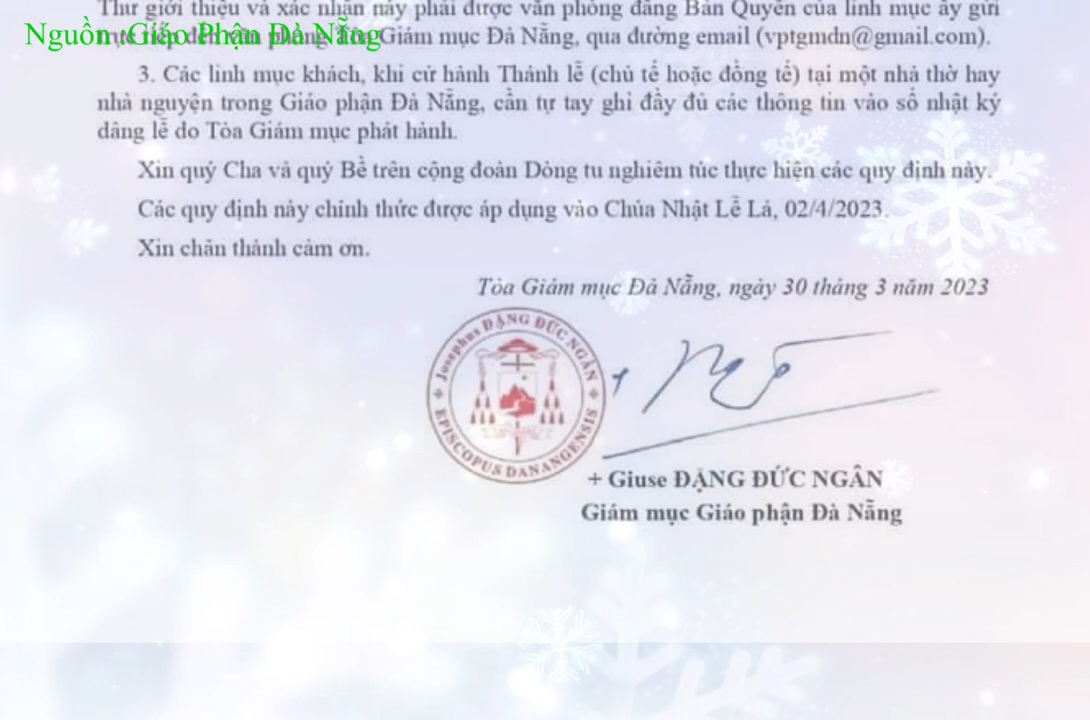 Thư giới thiệu và xác nhận này phải được văn phòng đấng Bản Quyền của linh mục ấy gửi
Nguồn: Giáo Phận Đà Nẵng
Giám mục Đà Nẵng, qua đường email (vptgmdn@gmail.com).
3. Các linh mục khách, khi cử hành Thánh lễ (chủ tế hoặc đồng tế) tại một nhà thờ hay
nhà nguyện trong Giáo phận Đà Nẵng, cần tự tay ghi đầy đủ các thông tin vào sổ nhật ký
dâng lễ do Tòa Giám mục phát hành.
Xin quý Cha và quý Bề trên cộng đoàn Dòng tu nghiêm túc thực hiện các quy định này.
Các quy định này chính thức được áp dụng vào Chúa Nhật Lễ Lá, 02/4/2023.
Xin chân thành cảm ơn.
Tòa Giám mục Đà Nẵng, ngày 30 tháng 3 năm 2023
Josephus ĐẶNG ĐỨC NGÂN
EPISCOPUS DANANGENSIS
+ Giuse ĐẶNG ĐỨC NGÂN
Giám mục Giáo phận Đà Nẵng